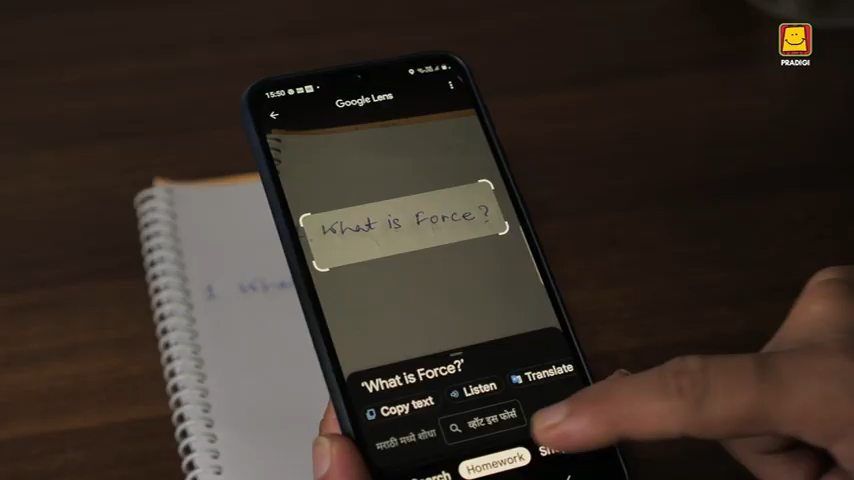 PRADIGI
15:50
Google Lens
What is Force?
'What is Force?'
Copy text
Listen
Translate
मराठी मध्ये शोधा
व्हॉट इस फोर्स
Homework